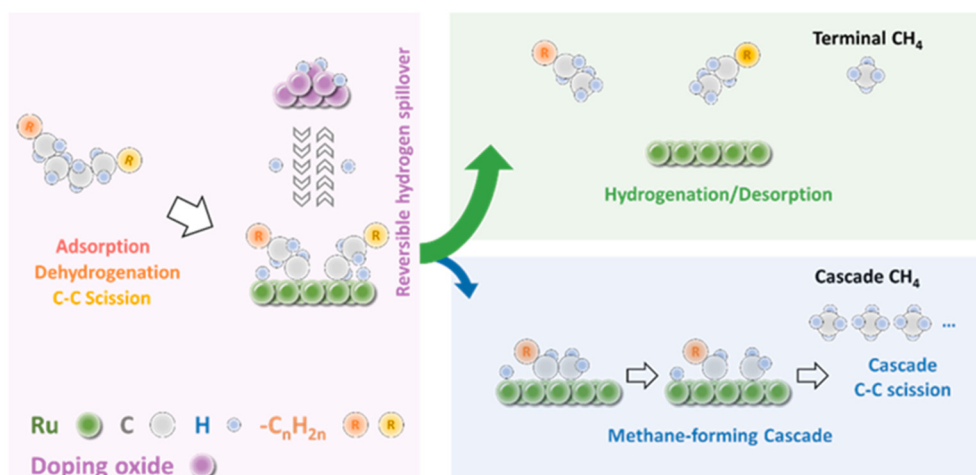 R
R
Adsorption
Dehydrogenation
C-C Scission
Reversible hydrogen spillover
R
R
Ru C H -CnH2n R R
Doping oxide
R
R
Terminal CH4
Hydrogenation/Desorption
Cascade CH4
...
R
R
Cascade
C-C scission
Methane-forming Cascade